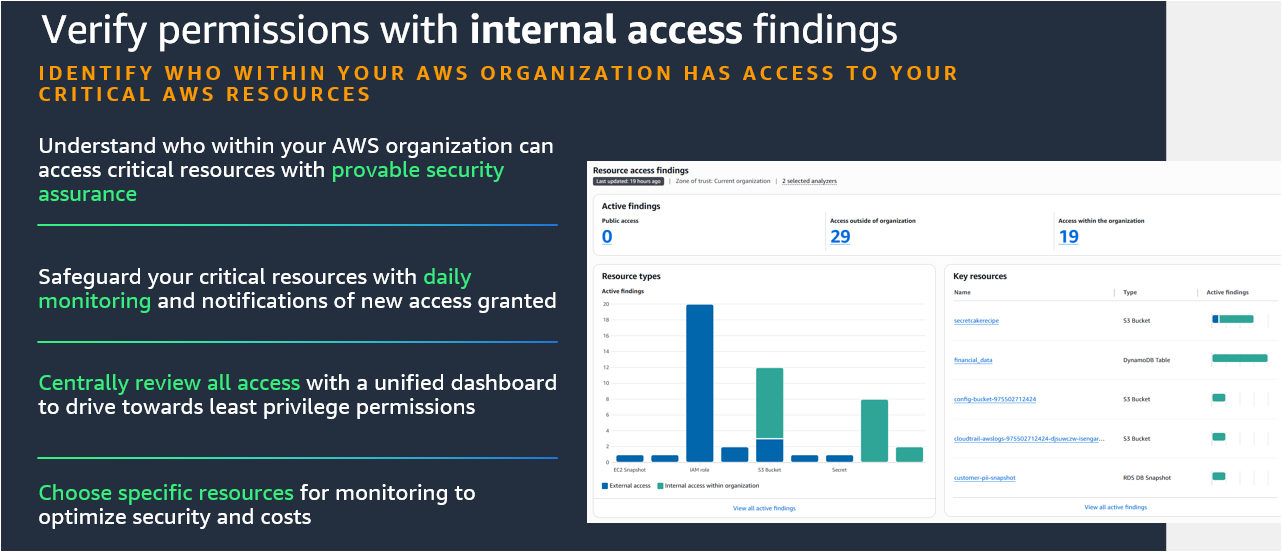 Verify permissions with internal access findings
IDENTIFY WHO WITHIN YOUR AWS ORGANIZATION HAS ACCESS TO YOUR
CRITICAL AWS RESOURCES
Understand who within your AWS organization can
access critical resources with provable security
assurance
Safeguard your critical resources with daily
monitoring and notifications of new access granted
Centrally review all access with a unified dashboard
to drive towards least privilege permissions
Choose specific resources for monitoring to
optimize security and costs
Resource access findings
Last updated: 19 hours ago | Zone of trust: Current organization | 2 selected analyzers
Active findings
Public access
0
Access outside of organization
29
Access within the organization
19
Resource types
Active findings
20
18
16
14
12
10
8
6
4
2
0
EC2 Snapshot IAM role S3 Bucket Secret
External access Internal access within organization
View all active findings
Key resources
Name Type Active findings
secretcakerecipe S3 Bucket
financial_data DynamoDB Table
config-bucket-975502712424 S3 Bucket
cloudtrail-awslogs-975502712424-djsuwczw-isengar... S3 Bucket
customer-pii-snapshot RDS DB Snapshot
View all active findings